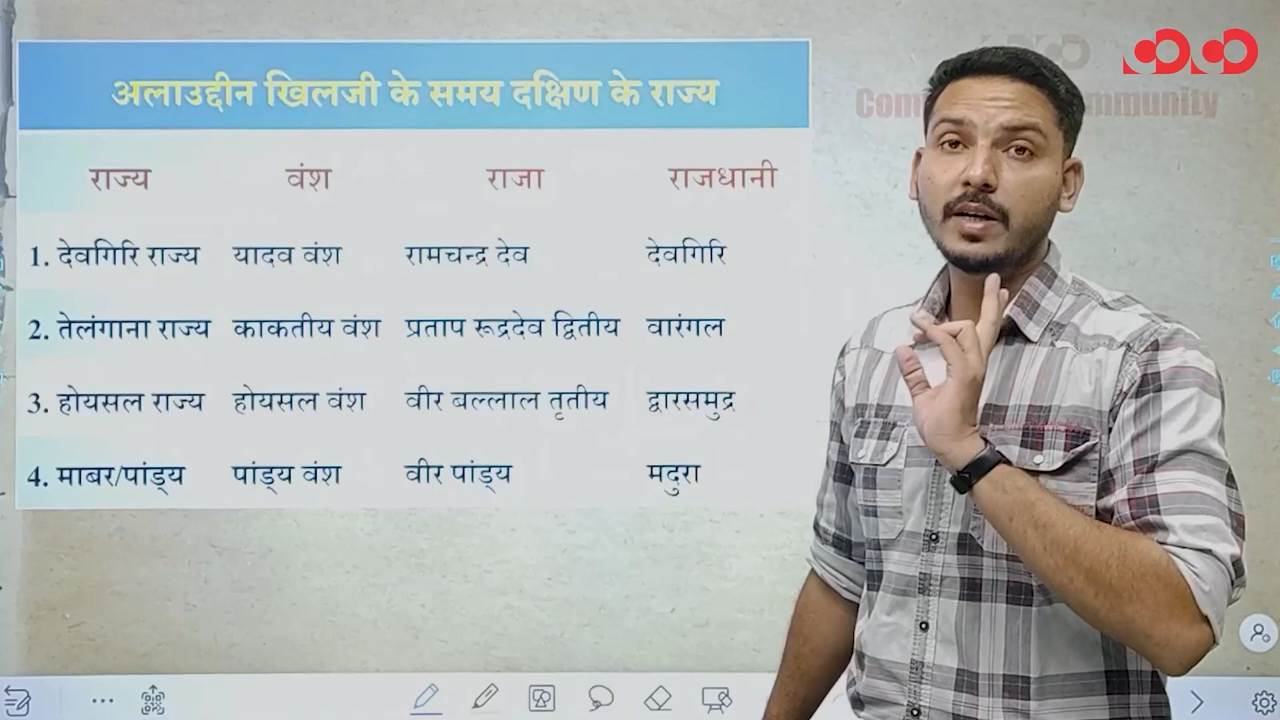 अलाउद्दीन खिलजी के समय दक्षिण के राज्य
राज्य वंश राजा राजधानी
1. देवगिरि राज्य यादव वंश रामचन्द्र देव देवगिरि
2. तेलंगाना राज्य काकतीय वंश प्रताप रूद्रदेव द्वितीय वारंगल
3. होयसल राज्य होयसल वंश वीर बल्लाल तृतीय द्वारसमुद्र
4. माबर/पांड्य पांड्य वंश वीर पांड्य मदुरा